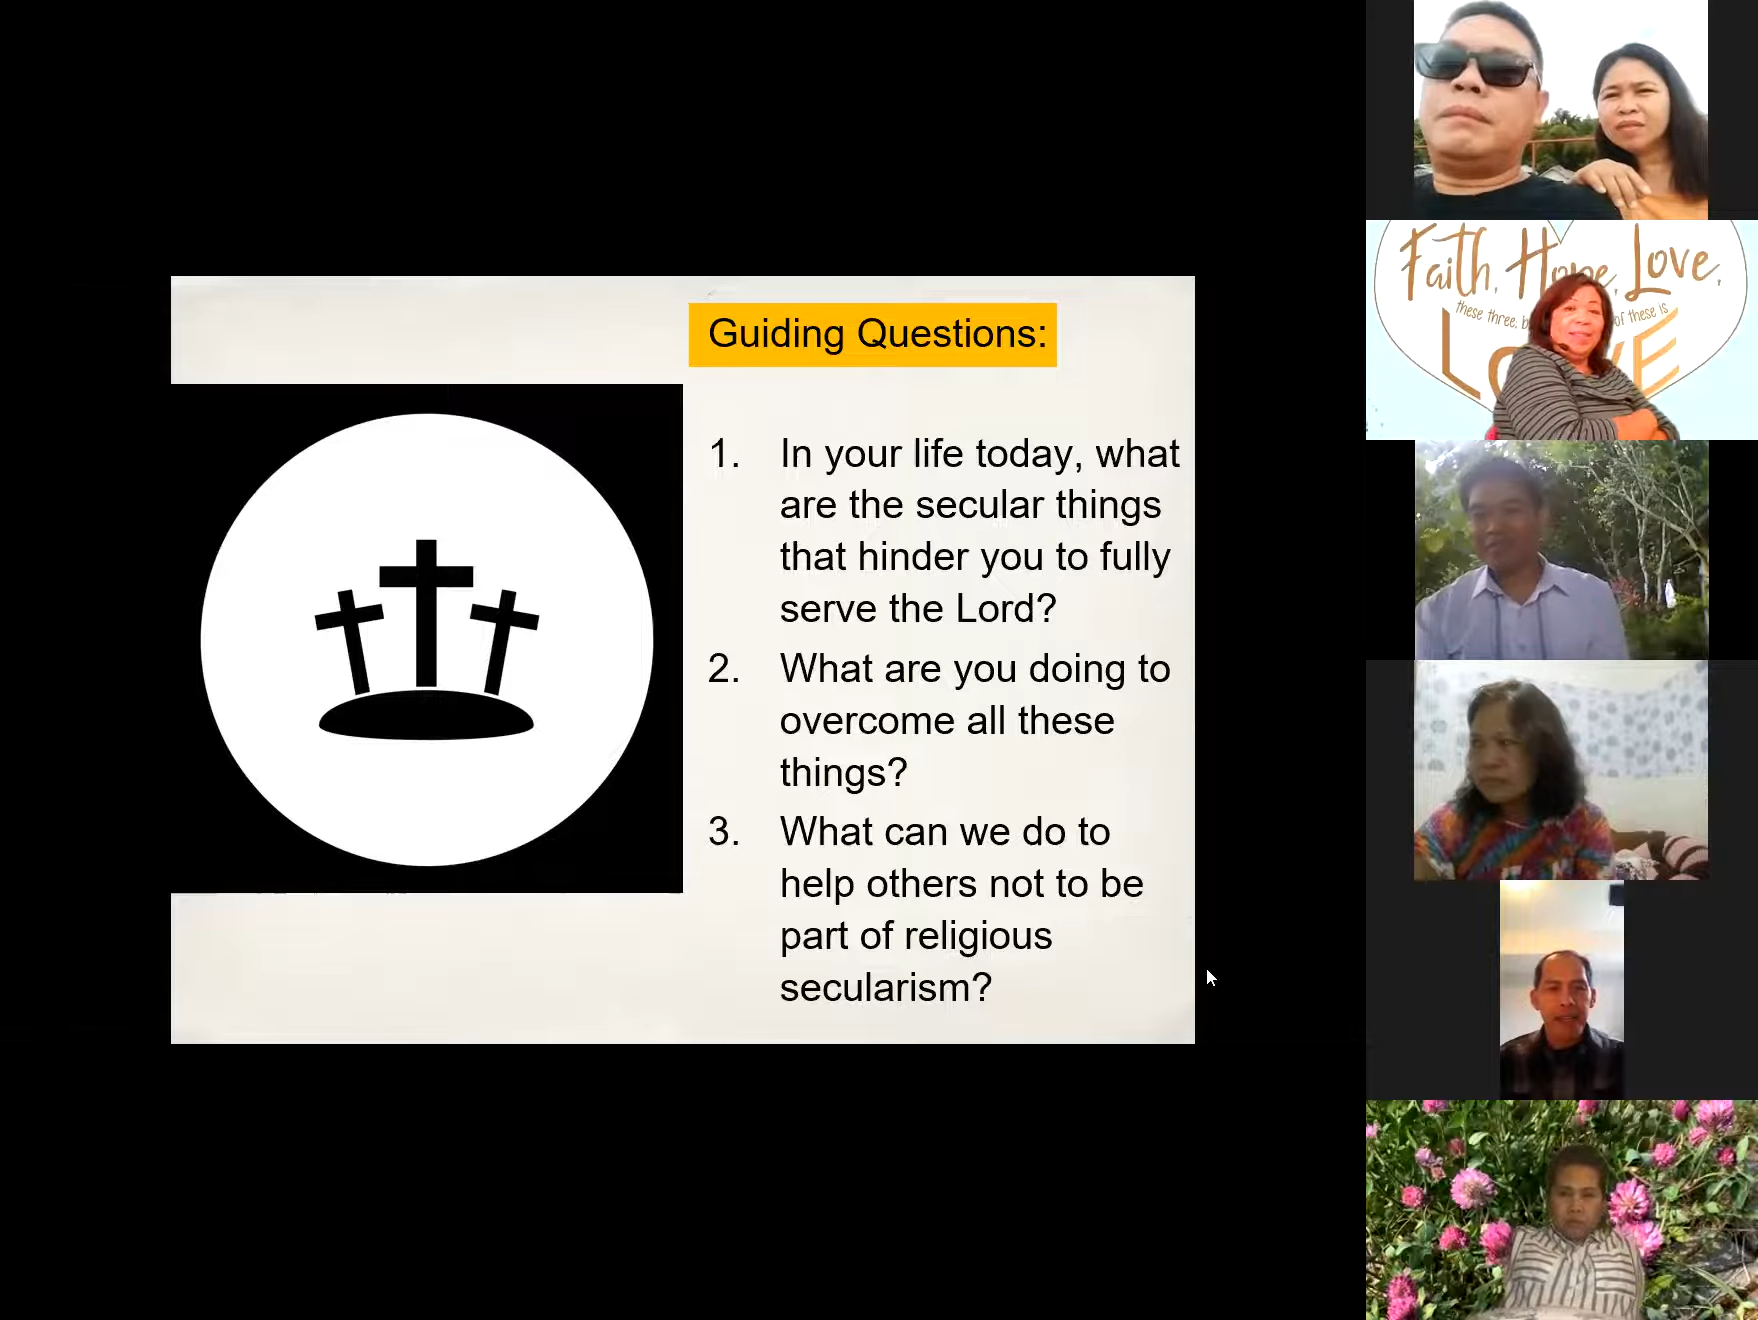 Guiding Questions:
1. In your life today, what
are the secular things
that hinder you to fully
serve the Lord?
2. What are you doing to
overcome all these
things?
3. What can we do to
help others not to be
part of religious
secularism?
Faith, Hope, Love,
these three; b of these is
LOVE